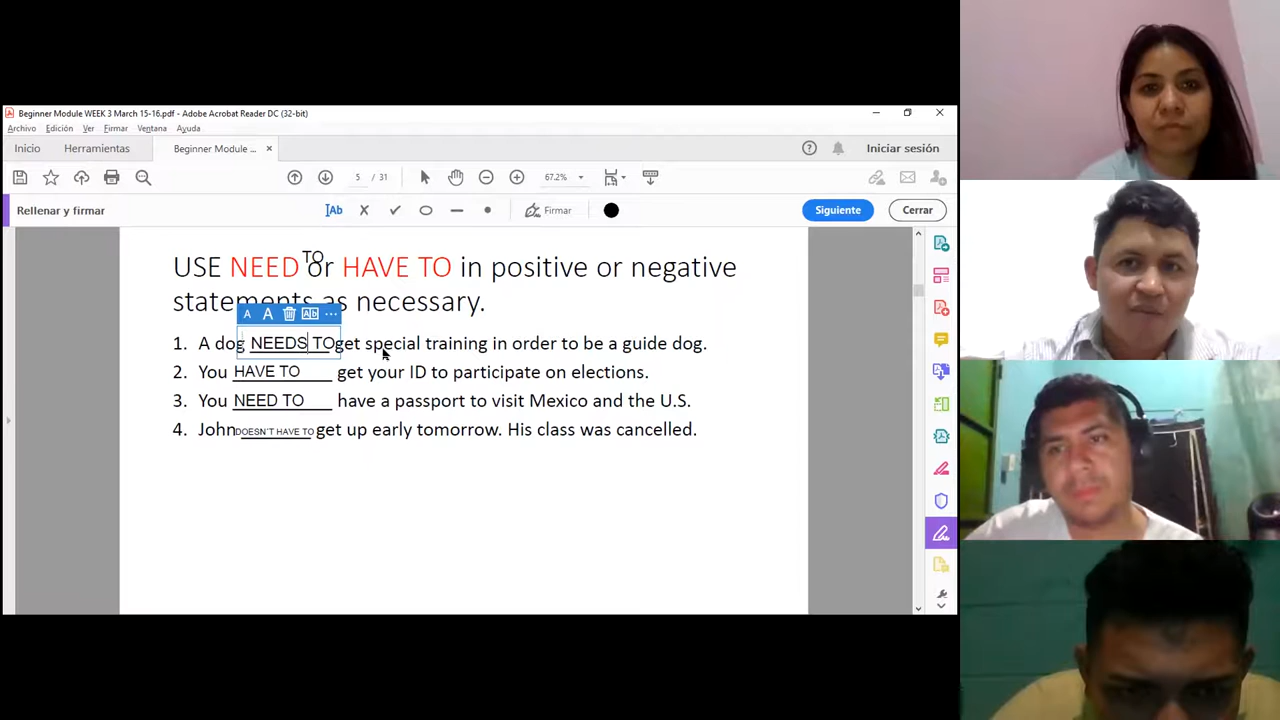 Beginner Module WEEK 3 March 15-16.pdf - Adobe Acrobat Reader DC (32-bit)
Archivo Edición Ver Firmar Ventana Ayuda
Inicio Herramientas Beginner Module ... × Iniciar sesión
5 / 31 67.2%
Rellenar y firmar IAb Firmar Siguiente Cerrar
TO
USE NEED or HAVE TO in positive or negative
statements as necessary.
A A Ab ...
1. A dog NEEDS TO get special training in order to be a guide dog.
2. You HAVE TO get your ID to participate on elections.
3. You NEED TO have a passport to visit Mexico and the U.S.
4. John DOESN'T HAVE TO get up early tomorrow. His class was cancelled.